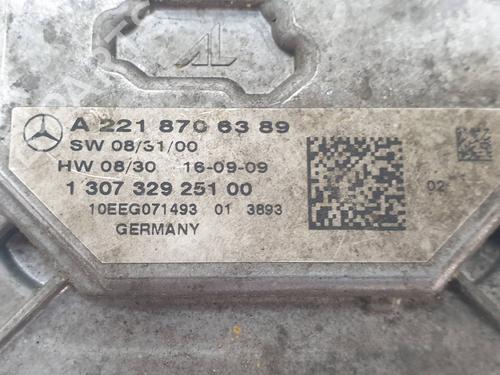 A 221 870 63 89
SW 08/31/00
HW 08/30 16-09-09
1 307 329 251 00
10EEG071493 01 3893
GERMANY
02